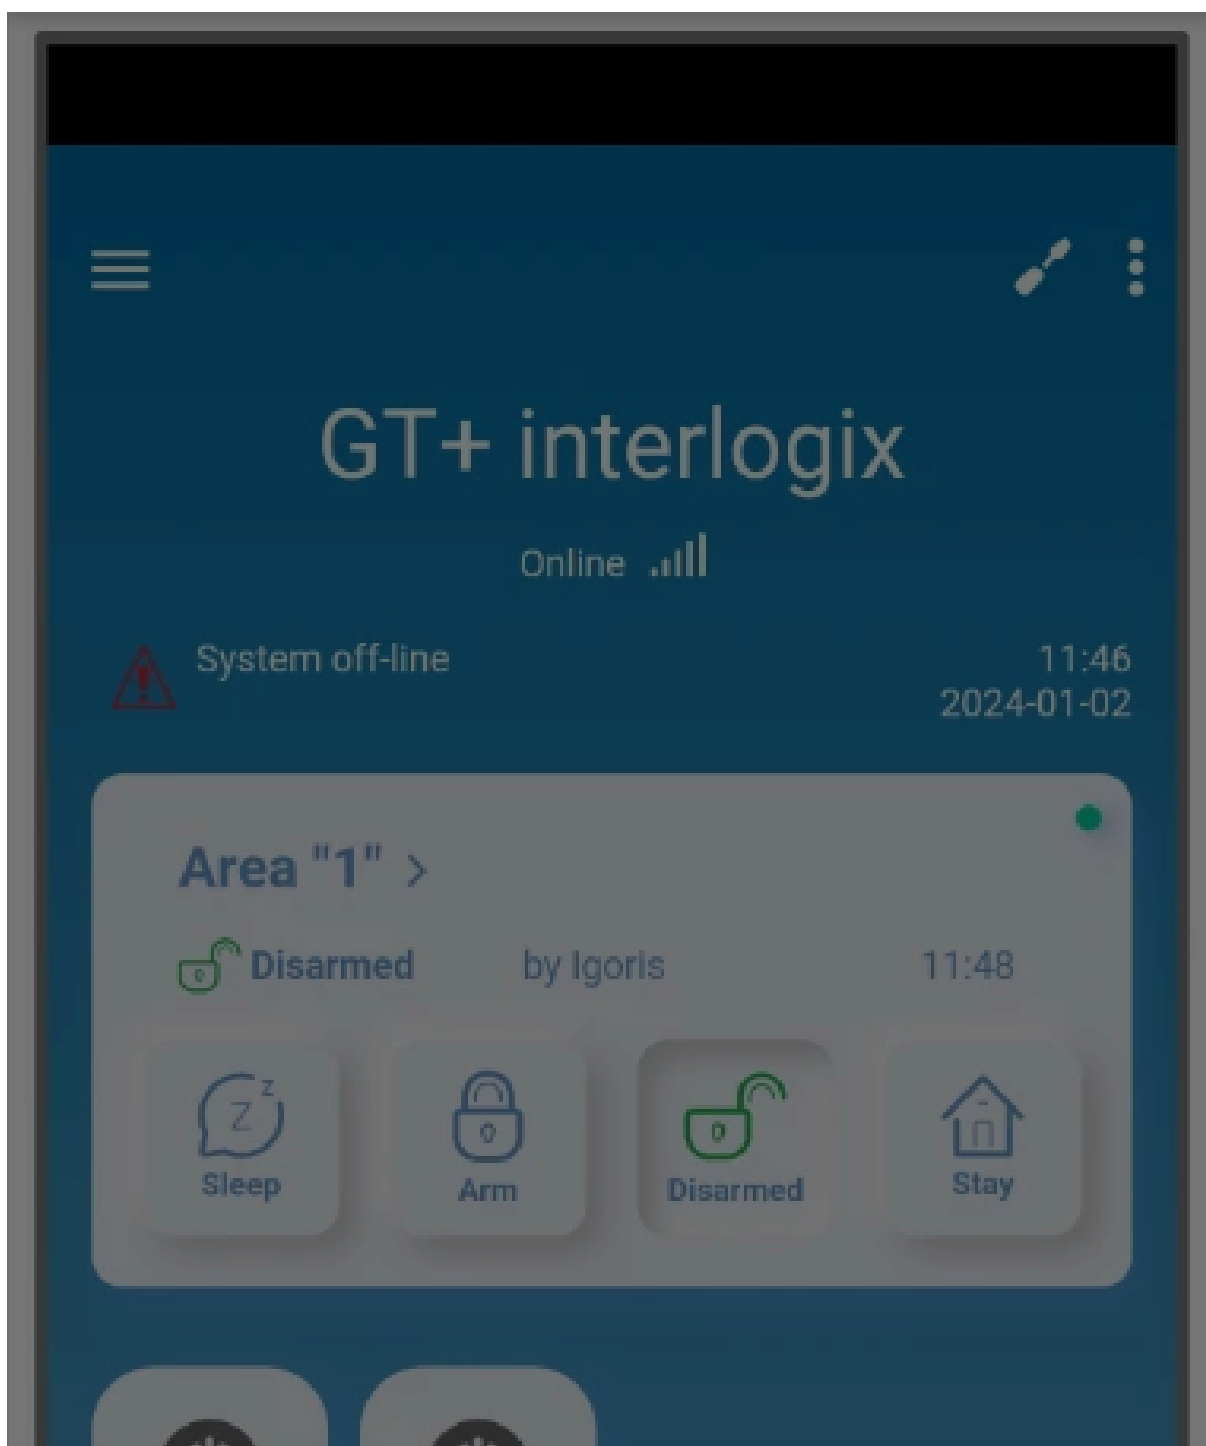 GT+ interlogix
Online
System off-line 11:46
2024-01-02
Area "1" >
Disarmed by Igoris 11:48
Sleep Arm Disarmed Stay